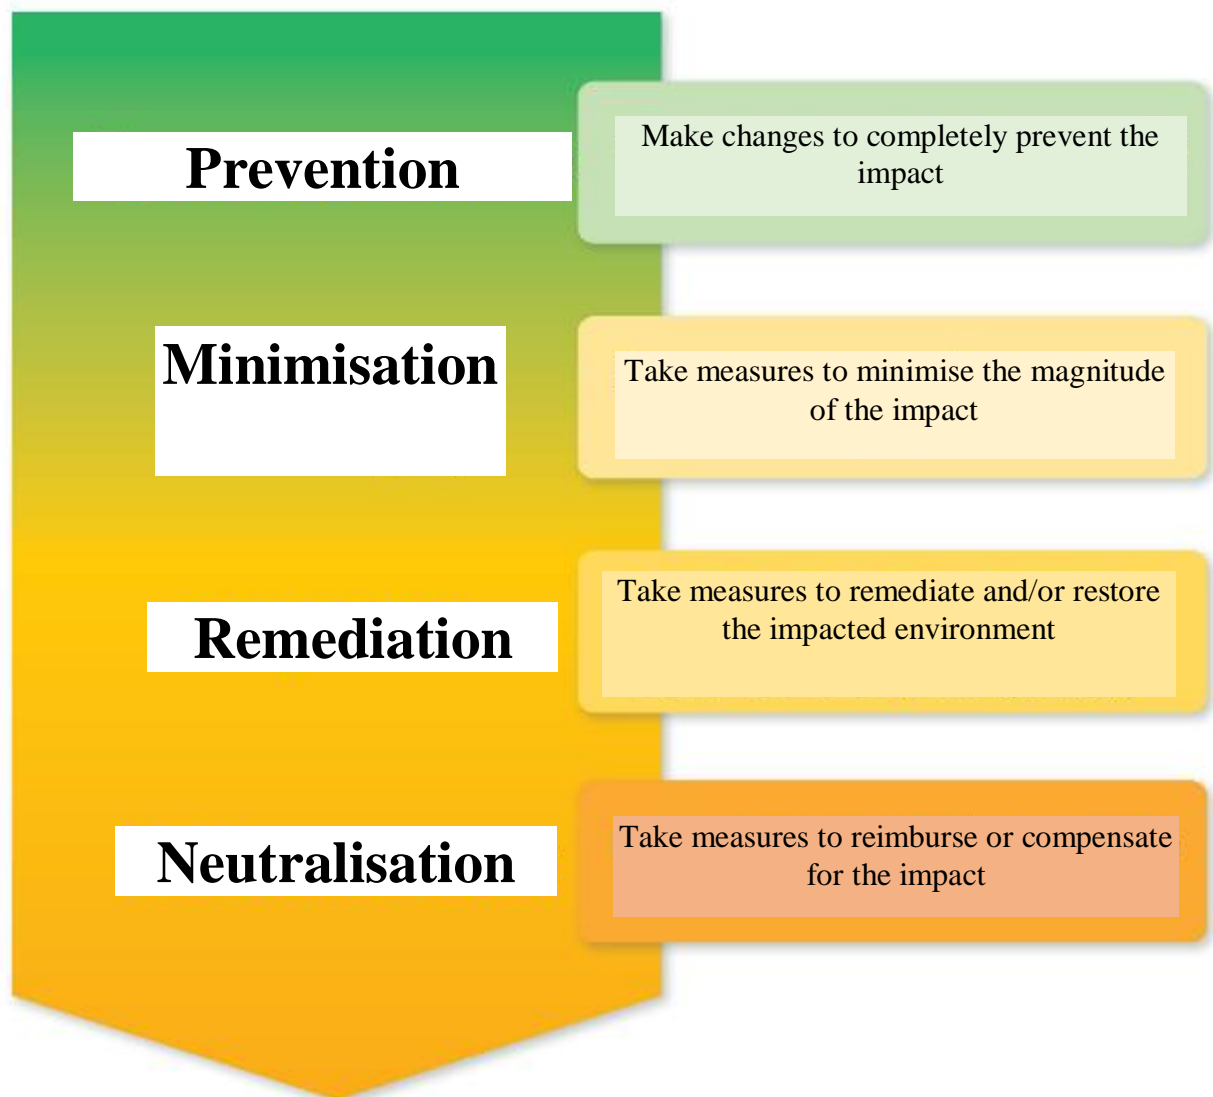 Prevention
Make changes to completely prevent the
impact
Minimisation
Take measures to minimise the magnitude
of the impact
Remediation
Take measures to remediate and/or restore
the impacted environment
Neutralisation
Take measures to reimburse or compensate
for the impact